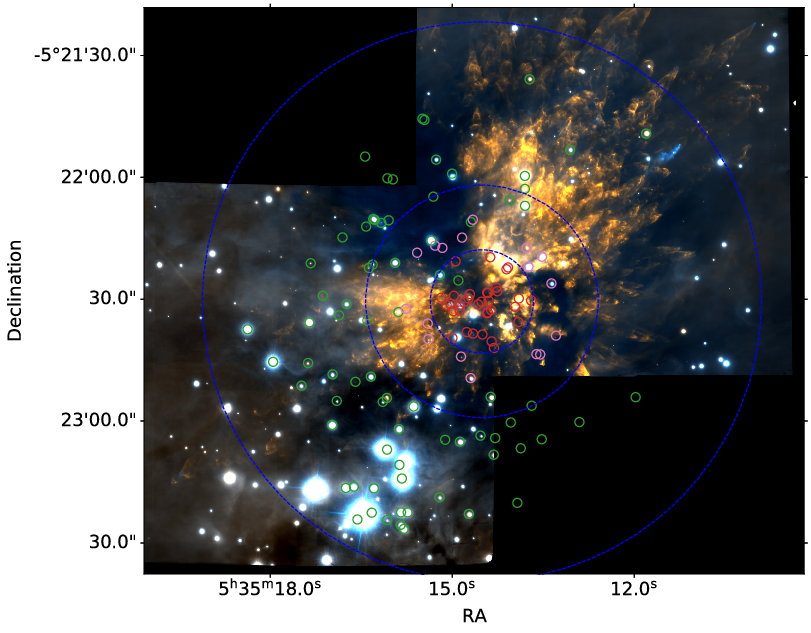 -5°21'30.0"
22'00.0"
30.0"
23'00.0"
30.0"
Declination
5ʰ35ᵐ18.0ˢ
15.0ˢ
12.0ˢ
RA